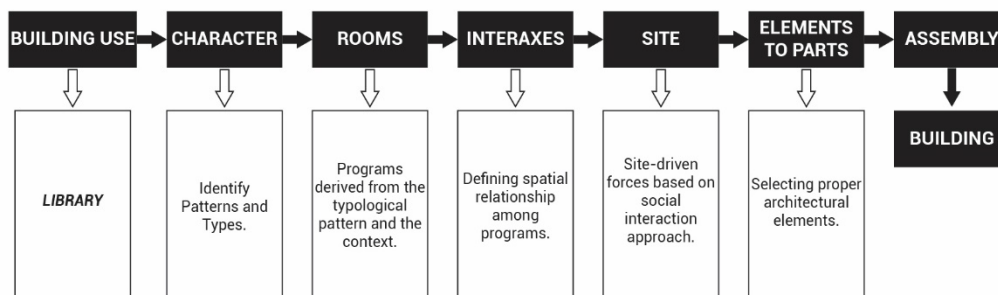 BUILDING USE
CHARACTER
ROOMS
INTERAXES
SITE
ELEMENTS
TO PARTS
ASSEMBLY
LIBRARY
Identify
Patterns and
Types.
Programs
derived from the
typological
pattern and the
context.
Defining spatial
relationship
among
programs.
Site-driven
forces based on
social
interaction
approach.
Selecting proper
architectural
elements.
BUILDING